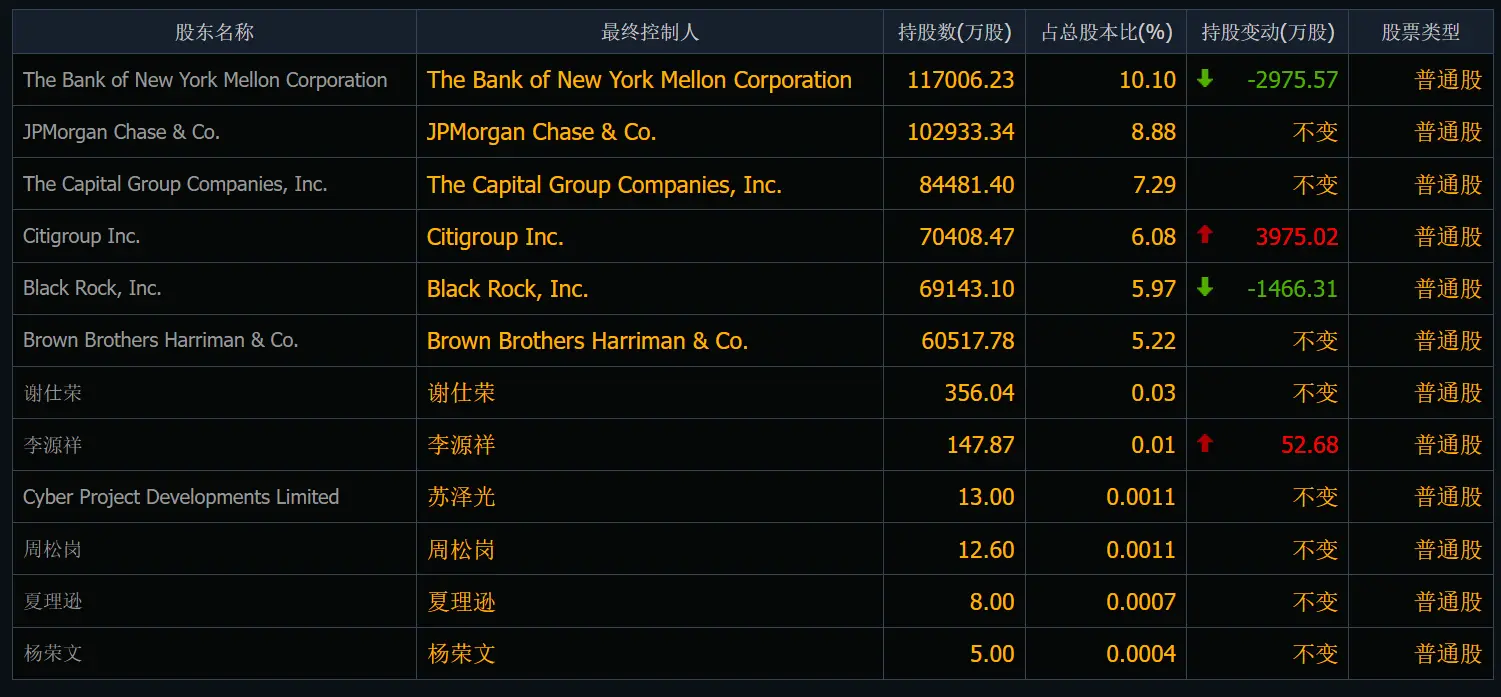 股东名称 最终控制人 持股数(万股) 占总股本比(%) 持股变动(万股) 股票类型
The Bank of New York Mellon Corporation The Bank of New York Mellon Corporation 117006.23 10.10 -2975.57 普通股
JPMorgan Chase & Co. JPMorgan Chase & Co. 102933.34 8.88 不变 普通股
The Capital Group Companies, Inc. The Capital Group Companies, Inc. 84481.40 7.29 不变 普通股
Citigroup Inc. Citigroup Inc. 70408.47 6.08 3975.02 普通股
Black Rock, Inc. Black Rock, Inc. 69143.10 5.97 -1466.31 普通股
Brown Brothers Harriman & Co. Brown Brothers Harriman & Co. 60517.78 5.22 不变 普通股
谢仕荣 谢仕荣 356.04 0.03 不变 普通股
李源祥 李源祥 147.87 0.01 52.68 普通股
Cyber Project Developments Limited 苏泽光 13.00 0.0011 不变 普通股
周松岗 周松岗 12.60 0.0011 不变 普通股
夏理逊 夏理逊 8.00 0.0007 不变 普通股
杨荣文 杨荣文 5.00 0.0004 不变 普通股